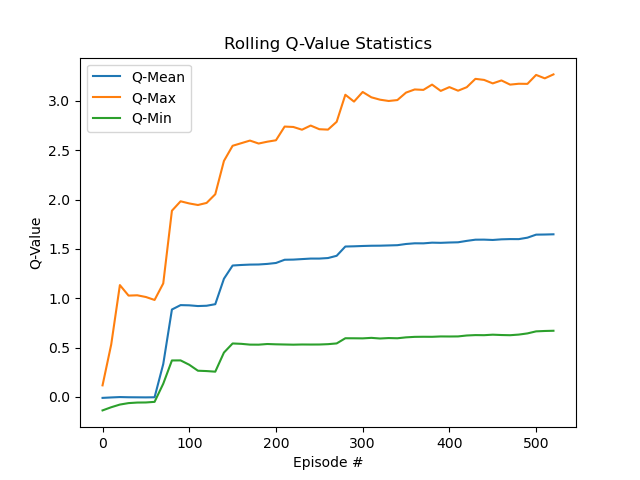 Rolling Q-Value Statistics
Q-Mean
Q-Max
Q-Min
Q-Value
3.0
2.5
2.0
1.5
1.0
0.5
0.0
0 100 200 300 400 500
Episode #